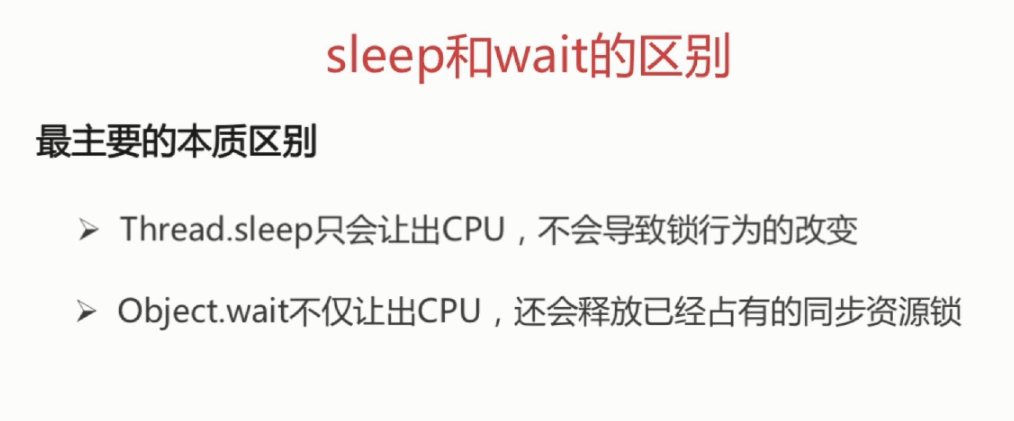 sleep和wait的区别
最主要的本质区别
➢ Thread.sleep只会让出CPU，不会导致锁行为的改变
➢ Object.wait不仅让出CPU，还会释放已经占有的同步资源锁